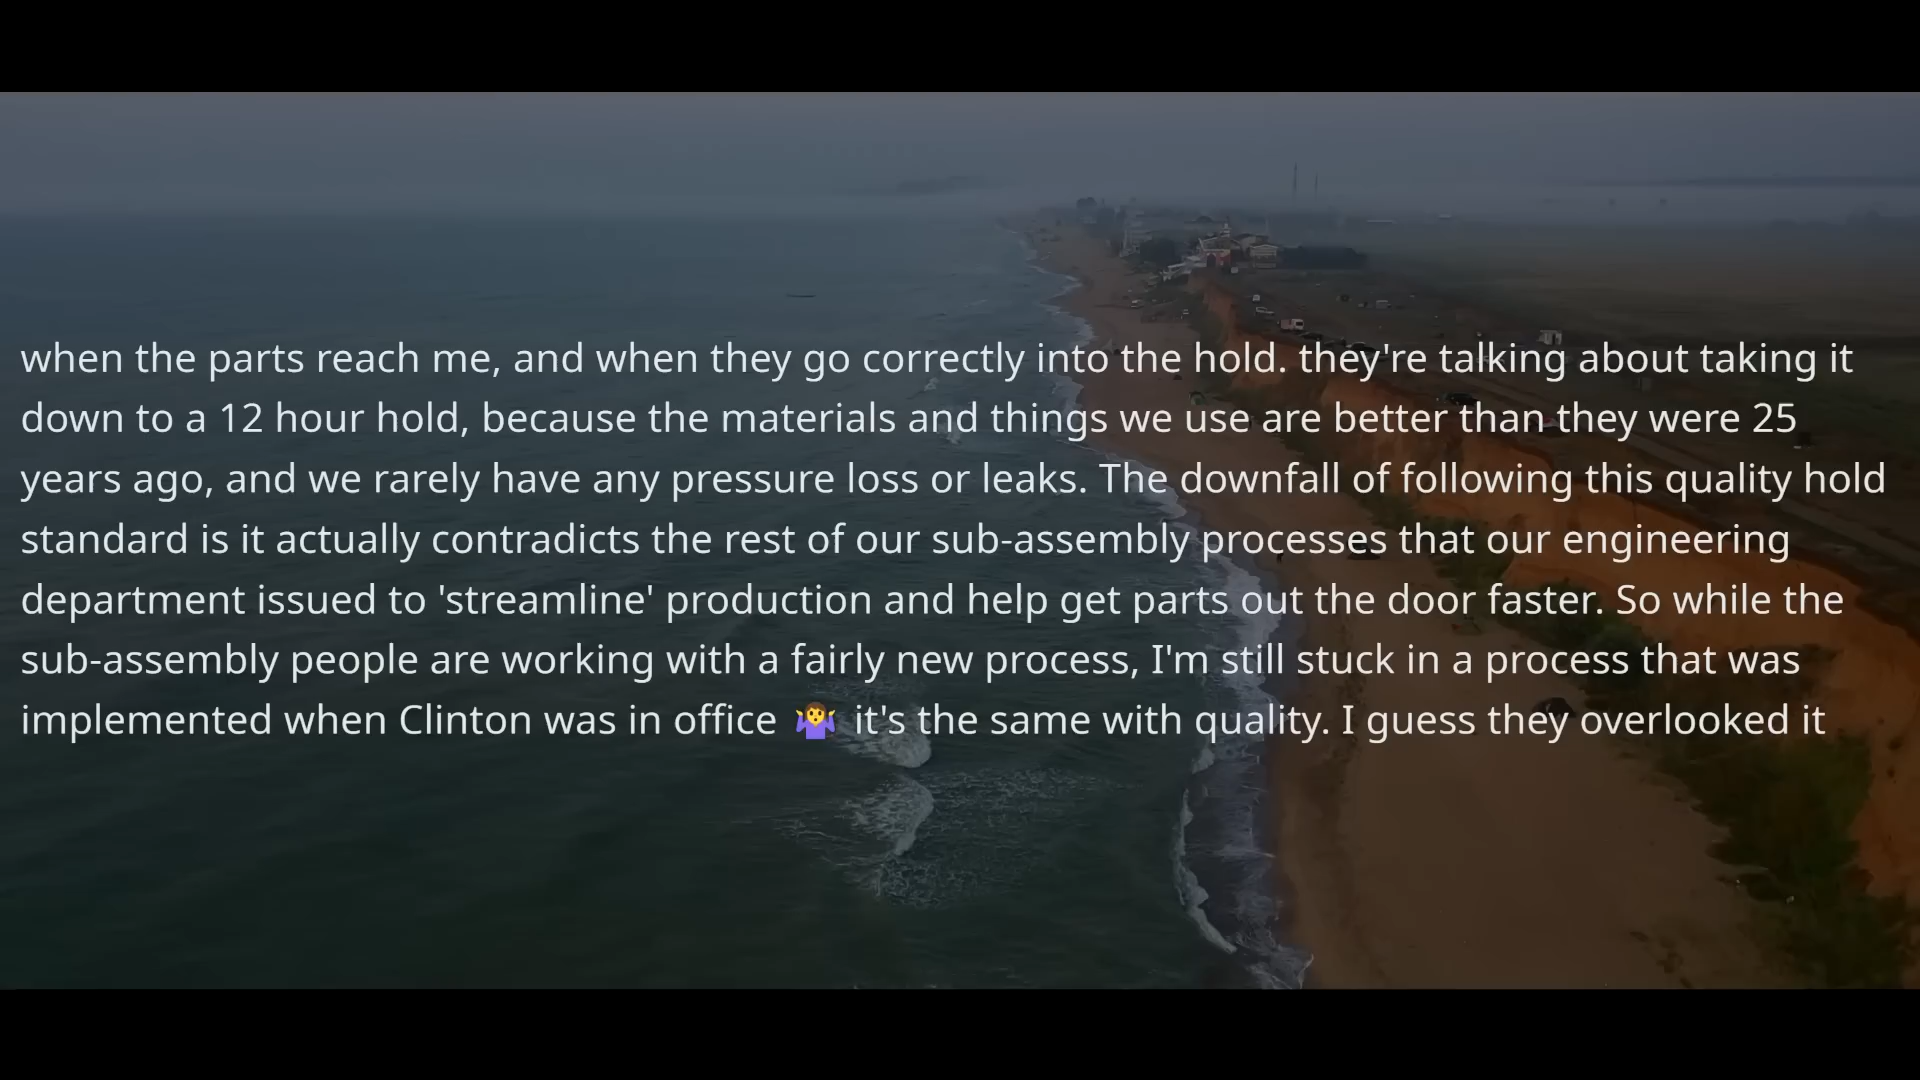 when the parts reach me, and when they go correctly into the hold. they're talking about taking it
down to a 12 hour hold, because the materials and things we use are better than they were 25
years ago, and we rarely have any pressure loss or leaks. The downfall of following this quality hold
standard is it actually contradicts the rest of our sub-assembly processes that our engineering
department issued to 'streamline' production and help get parts out the door faster. So while the
sub-assembly people are working with a fairly new process, I'm still stuck in a process that was
implemented when Clinton was in office 🤷‍♀️ it's the same with quality. I guess they overlooked it